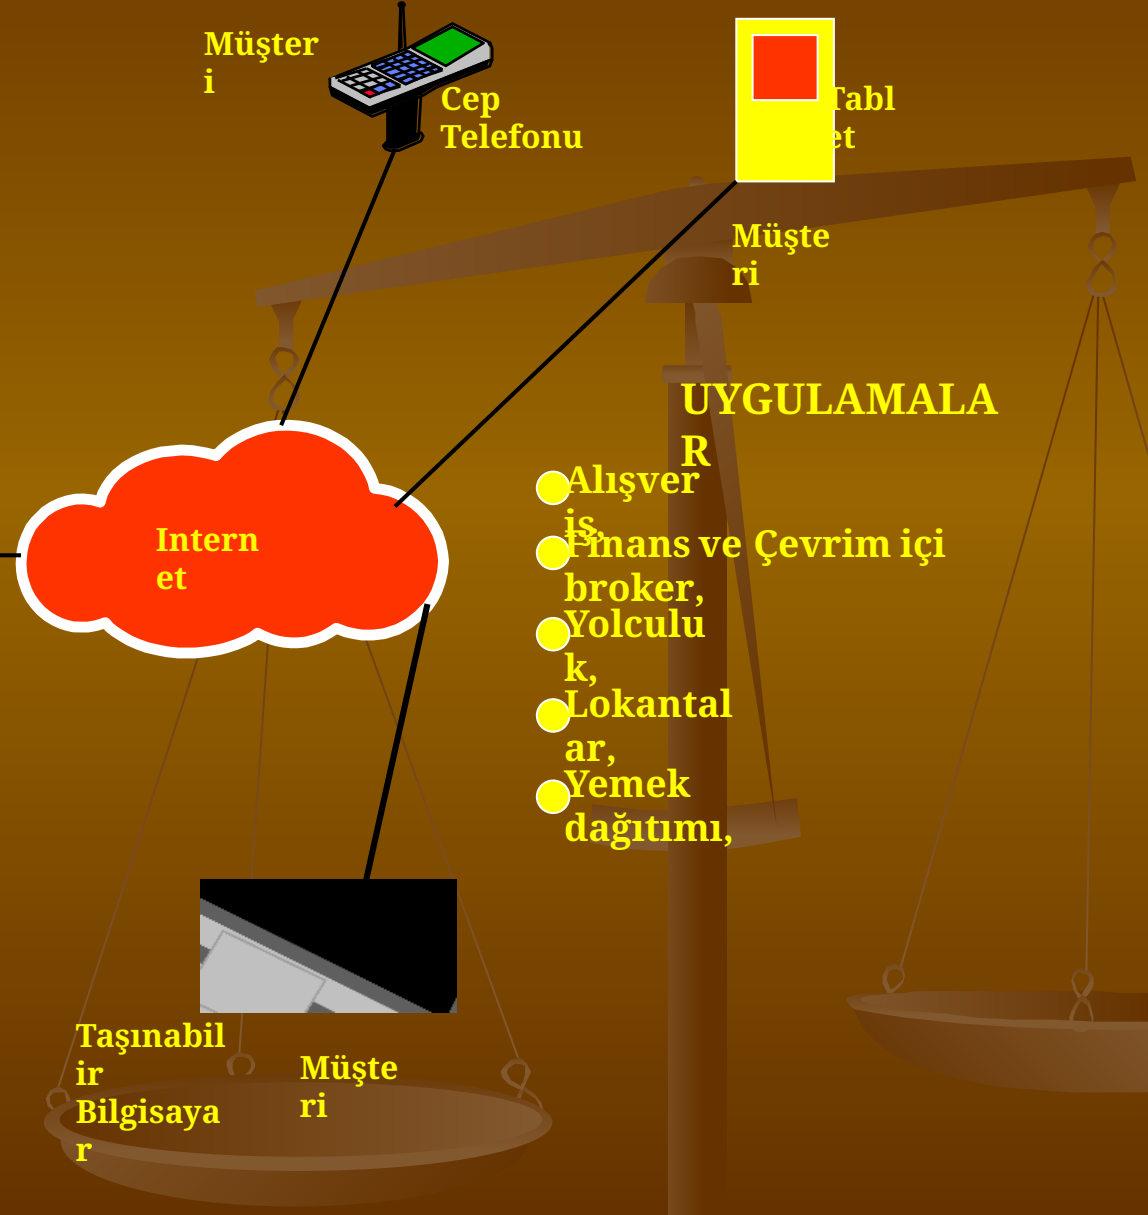 Müşter
i
Cep
Telefonu
Tabl
et
Müşte
ri
UYGULAMALA
R
Alışver
iş,
Finans ve Çevrim içi
broker,
Yolculu
k,
Lokantal
ar,
Yemek
dağıtımı,
Intern
et
Taşınabil
ir
Bilgisaya
r
Müşte
ri